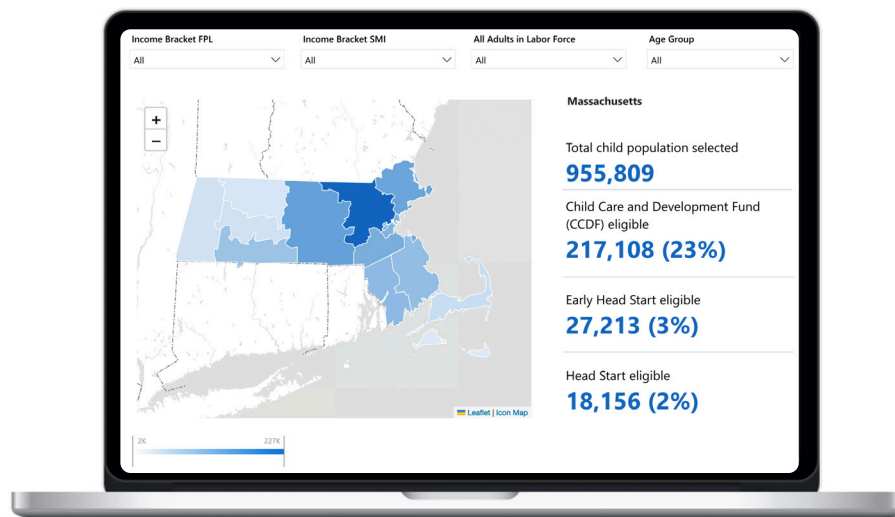 Income Bracket FPL
Income Bracket SMI
All Adults in Labor Force
Age Group
All
All
All
All
+
−
Massachusetts
Total child population selected
955,809
Child Care and Development Fund
(CCDF) eligible
217,108 (23%)
Early Head Start eligible
27,213 (3%)
Head Start eligible
18,156 (2%)
Leaflet | Icon Map
2K
227K